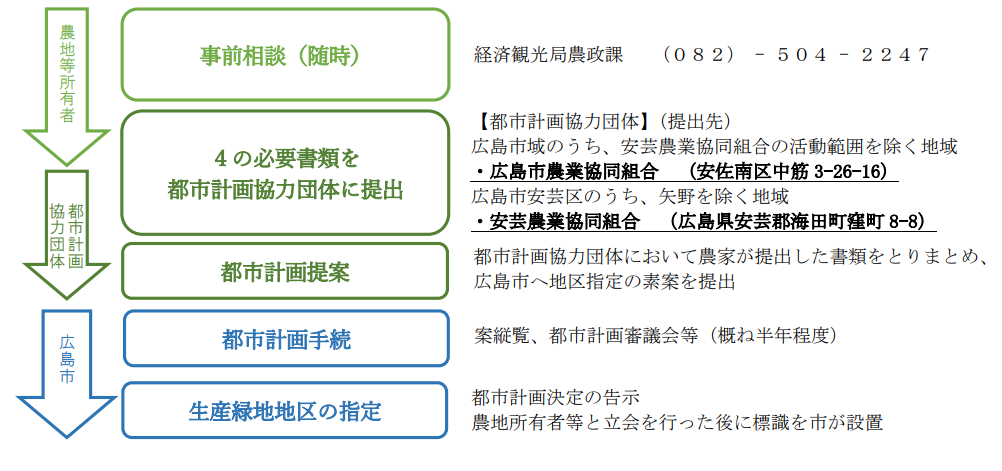 農地等所有者
事前相談（随時）
経済観光局農政課　　（０８２）－５０４－２２４７
４の必要書類を
都市計画協力団体に提出
【都市計画協力団体】（提出先）
広島市域のうち、安芸農業協同組合の活動範囲を除く地域
・広島市農業協同組合　（安佐南区中筋 3-26-16）
広島市安芸区のうち、矢野を除く地域
・安芸農業協同組合　（広島県安芸郡海田町窪町 8-8）
都市計画
協力団体
都市計画提案
都市計画協力団体において農家が提出した書類をとりまとめ、
広島市へ地区指定の素案を提出
広島市
都市計画手続
案縦覧、都市計画審議会等（概ね半年程度）
生産緑地地区の指定
都市計画決定の告示
農地所有者等と立会を行った後に標識を市が設置